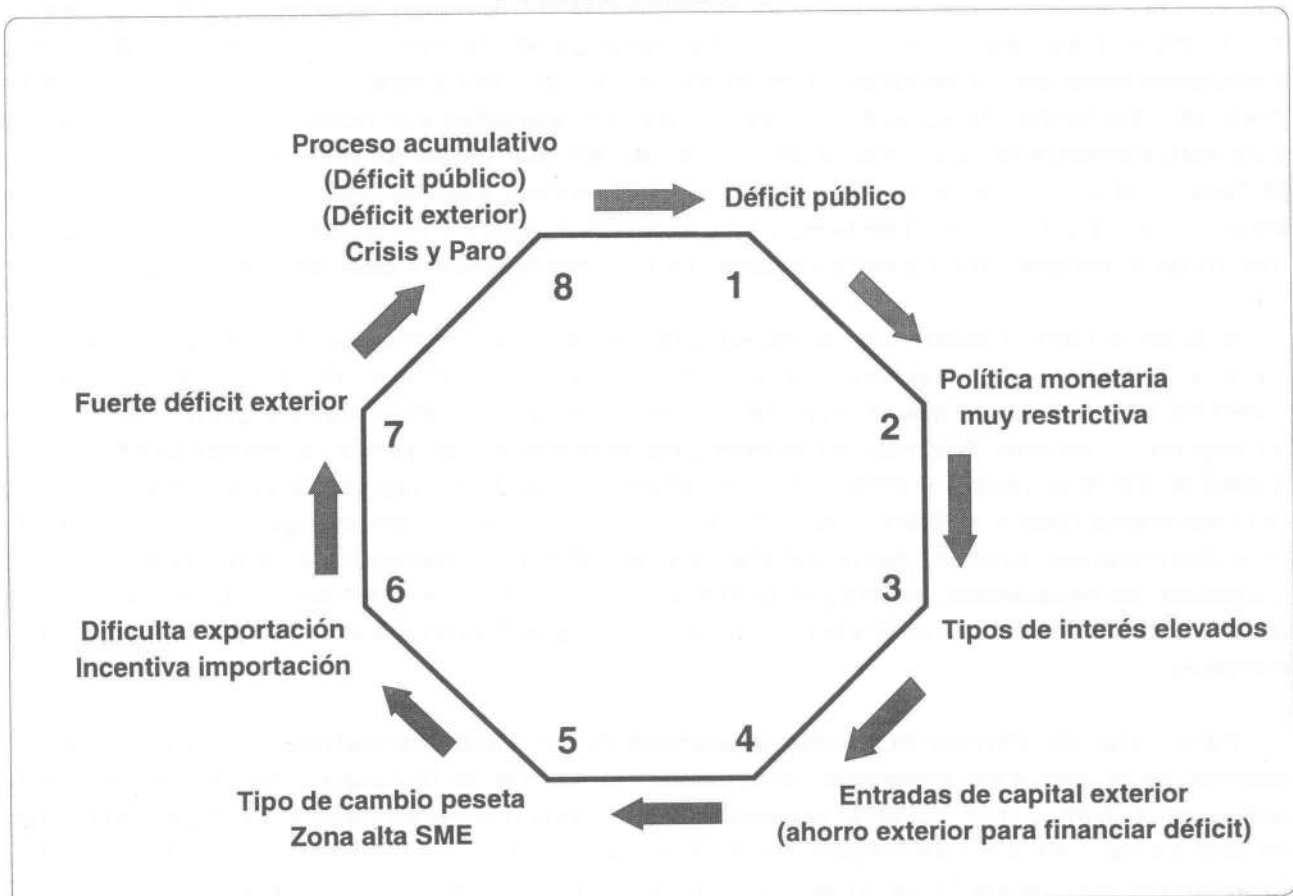 Proceso acumulativo
(Déficit público)
(Déficit exterior)
Crisis y Paro
Déficit público
8
1
Política monetaria
muy restrictiva
2
Fuerte déficit exterior
7
3
Tipos de interés elevados
6
Dificulta exportación
Incentiva importación
5
4
Tipo de cambio peseta
Zona alta SME
Entradas de capital exterior
(ahorro exterior para financiar déficit)